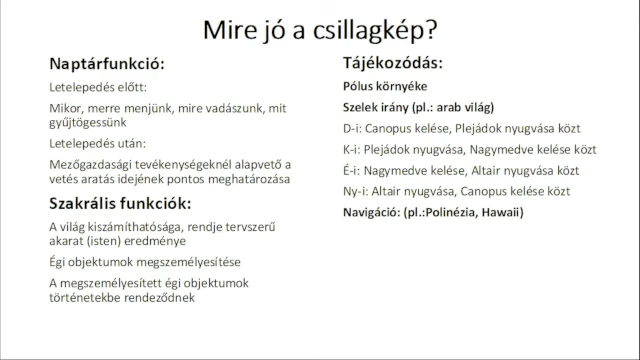 Mire jó a csillagkép?
Naptárfunkció:
Letelepedés előtt:
Mikor, merre menjünk, mire vadászunk, mit
gyűjtögessünk
Letelepedés után:
Mezőgazdasági tevékenységeknél alapvető a
vetés aratás idejének pontos meghatározása
Szakrális funkciók:
A világ kiszámíthatósága, rendje tervszerű
akarat (isten) eredménye
Égi objektumok megszemélyesítése
A megszemélyesített égi objektumok
történetekbe rendeződnek
Tájékozódás:
Pólus környéke
Szelek irány (pl.: arab világ)
D-i: Canopus kelése, Plejádok nyugvása közt
K-i: Plejádok nyugvása, Nagymedve kelése közt
É-i: Nagymedve kelése, Altair nyugvása közt
Ny-i: Altair nyugvása, Canopus kelése közt
Navigáció: (pl.:Polinézia, Hawaii)